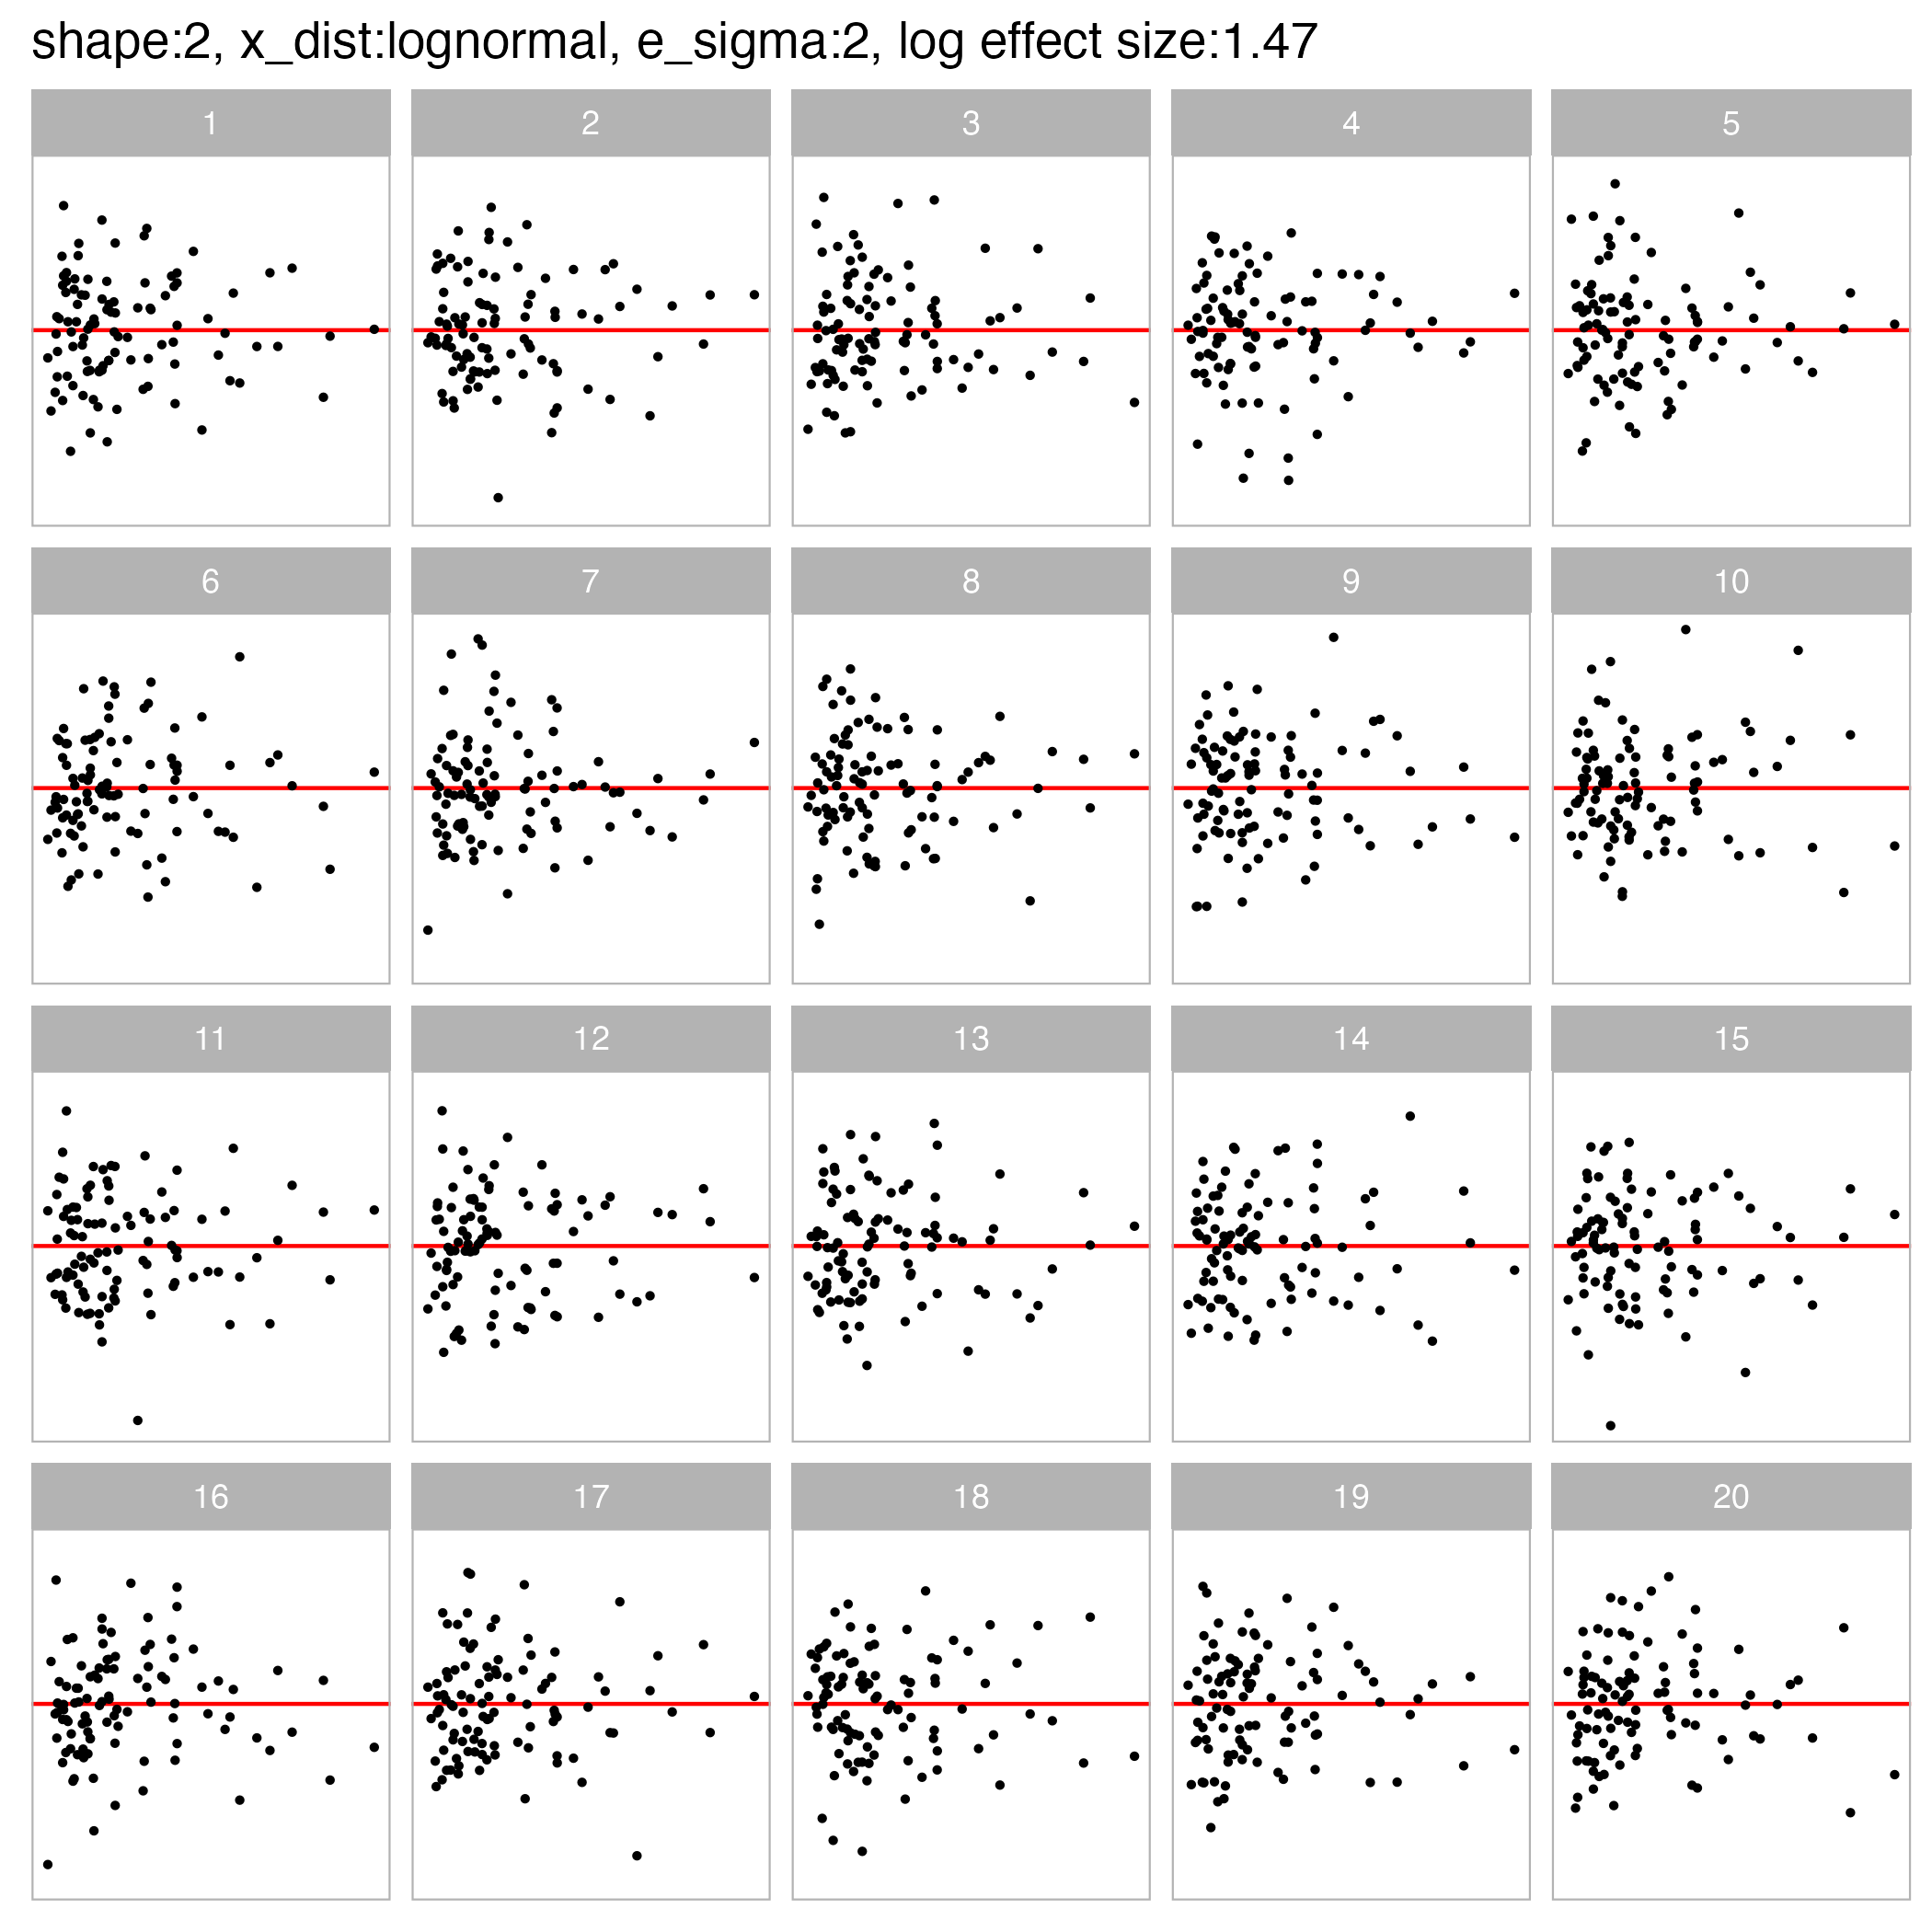 shape:2, x_dist:lognormal, e_sigma:2, log effect size:1.47
1 2 3 4 5
6 7 8 9 10
11 12 13 14 15
16 17 18 19 20